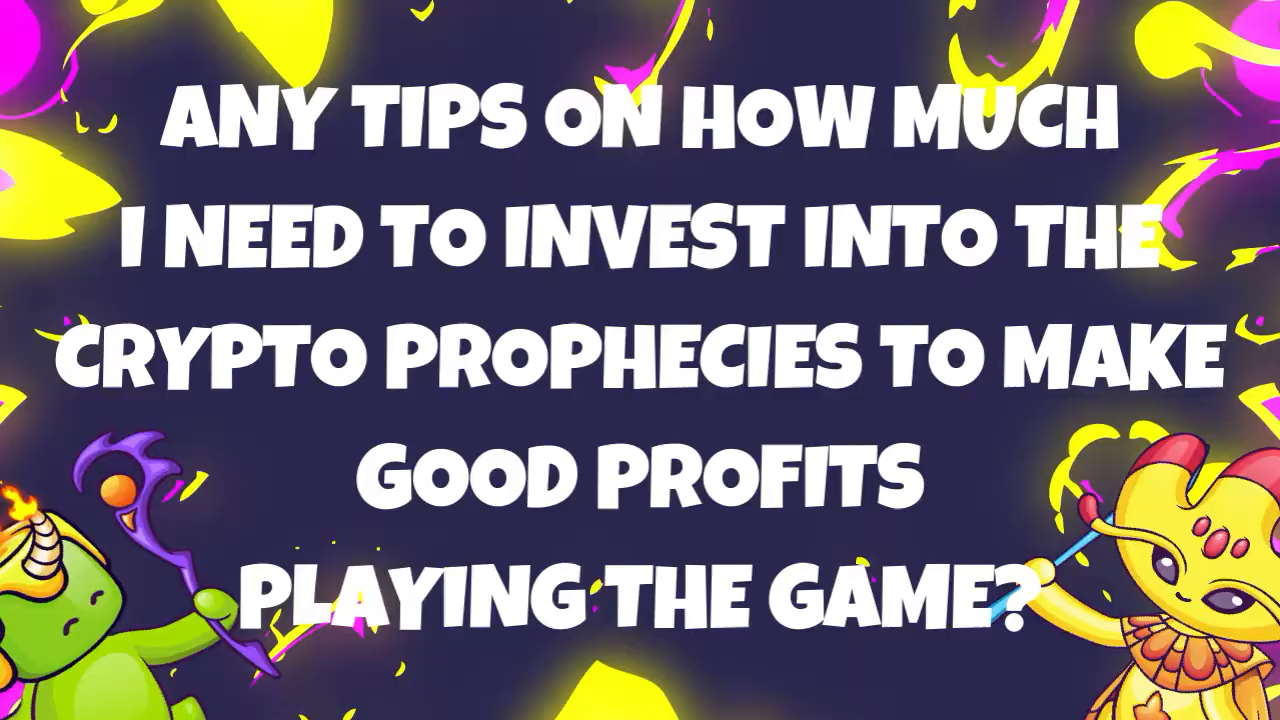 ANY TIPS ON HOW MUCH
I NEED TO INVEST INTO THE
CRYPTO PROPHECIES TO MAKE
GOOD PROFITS
PLAYING THE GAME?